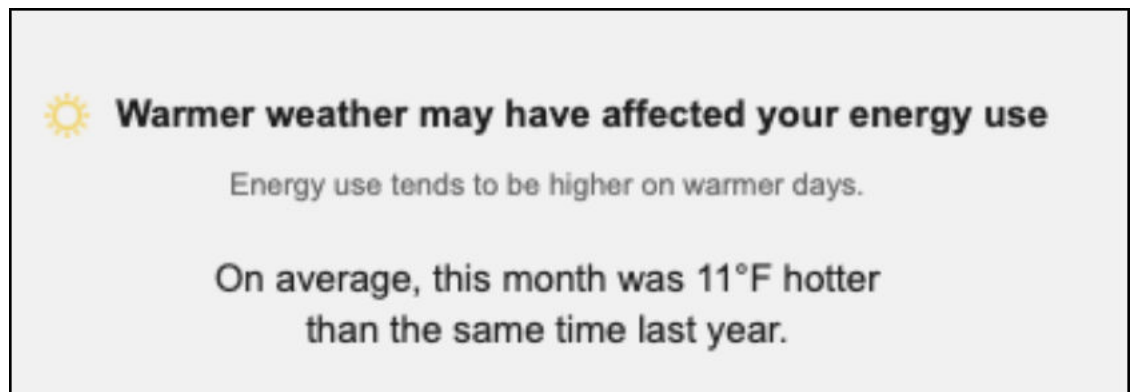 Warmer weather may have affected your energy use
Energy use tends to be higher on warmer days.
On average, this month was 11°F hotter
than the same time last year.